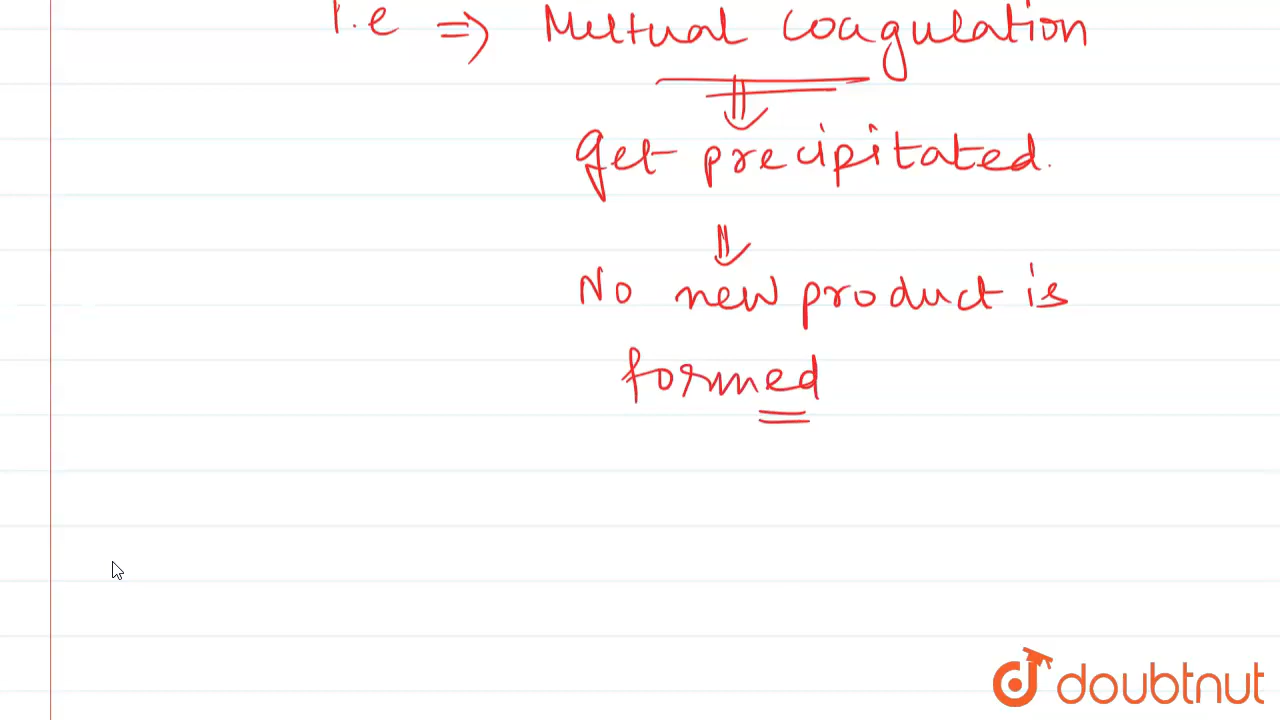 I.e ⇒ Mutual coagulation
Get precipitated.
No new product is
formed
doubtnut